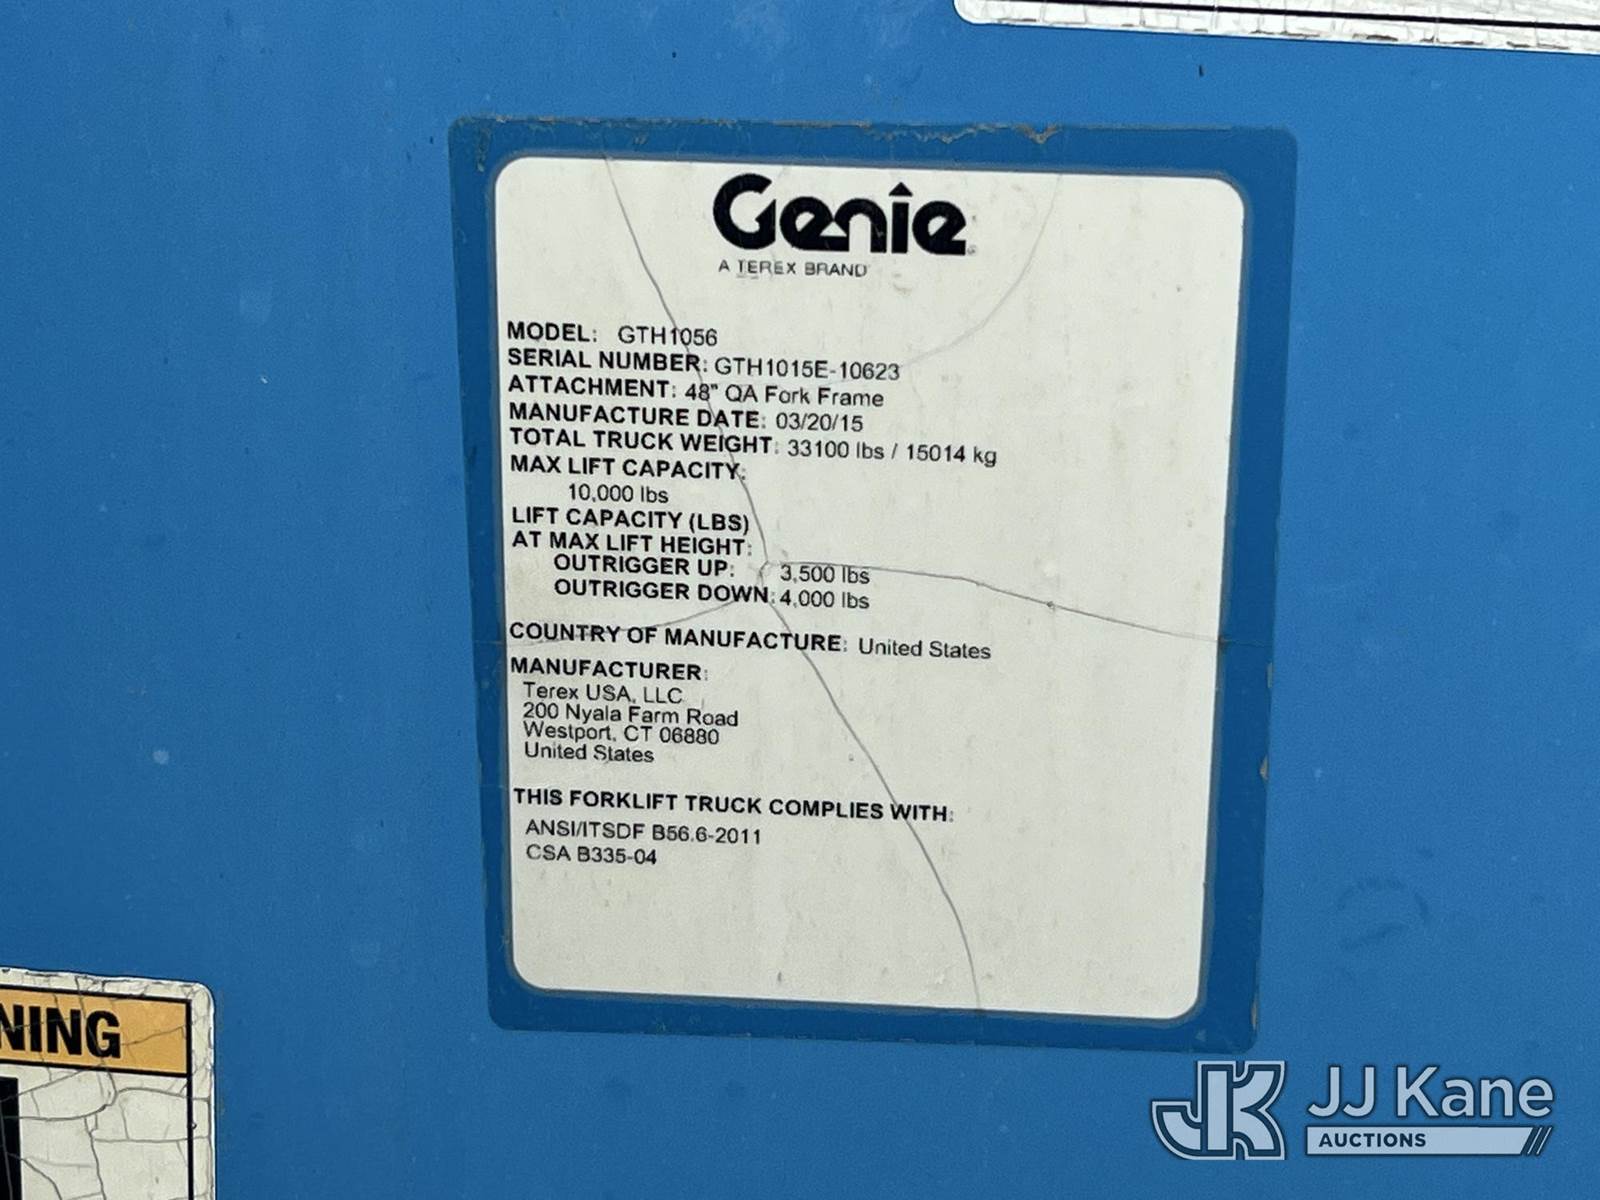 Genie
A TEREX BRAND
MODEL: GTH1056
SERIAL NUMBER: GTH1015E-10623
ATTACHMENT: 48" QA Fork Frame
MANUFACTURE DATE: 03/20/15
TOTAL TRUCK WEIGHT: 33100 lbs / 15014 kg
MAX LIFT CAPACITY:
10,000 lbs
LIFT CAPACITY (LBS)
AT MAX LIFT HEIGHT:
OUTRIGGER UP: 3,500 lbs
OUTRIGGER DOWN: 4,000 lbs
COUNTRY OF MANUFACTURE: United States
MANUFACTURER:
Terex USA, LLC
200 Nyala Farm Road
Westport, CT 06880
United States
THIS FORKLIFT TRUCK COMPLIES WITH:
ANSI/ITSDF B56.6-2011
CSA B335-04
NING
JK JJ Kane
AUCTIONS